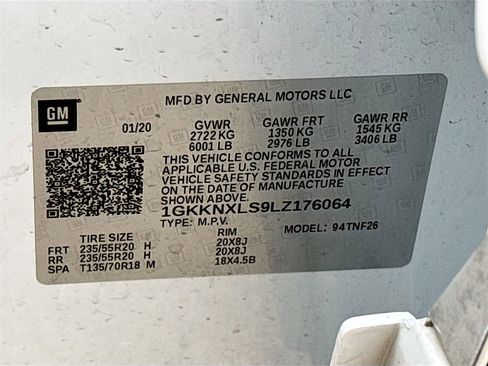 GM
MFD BY GENERAL MOTORS LLC
01/20 GVWR GAWR FRT GAWR RR
2722 KG 1350 KG 1545 KG
6001 LB 2976 LB 3406 LB
THIS VEHICLE CONFORMS TO ALL
APPLICABLE U.S. FEDERAL MOTOR
VEHICLE SAFETY STANDARDS IN EFFECT
ON THE DATE OF MANUFACTURE
SHOWN ABOVE.
1GKKNXLS9LZ176064
TYPE: M.P.V. MODEL: 94TNF26
TIRE SIZE RIM
FRT 235/55R20 H 20X8J
RR 235/55R20 H 20X8J
SPA T135/70R18 M 18X4.5B